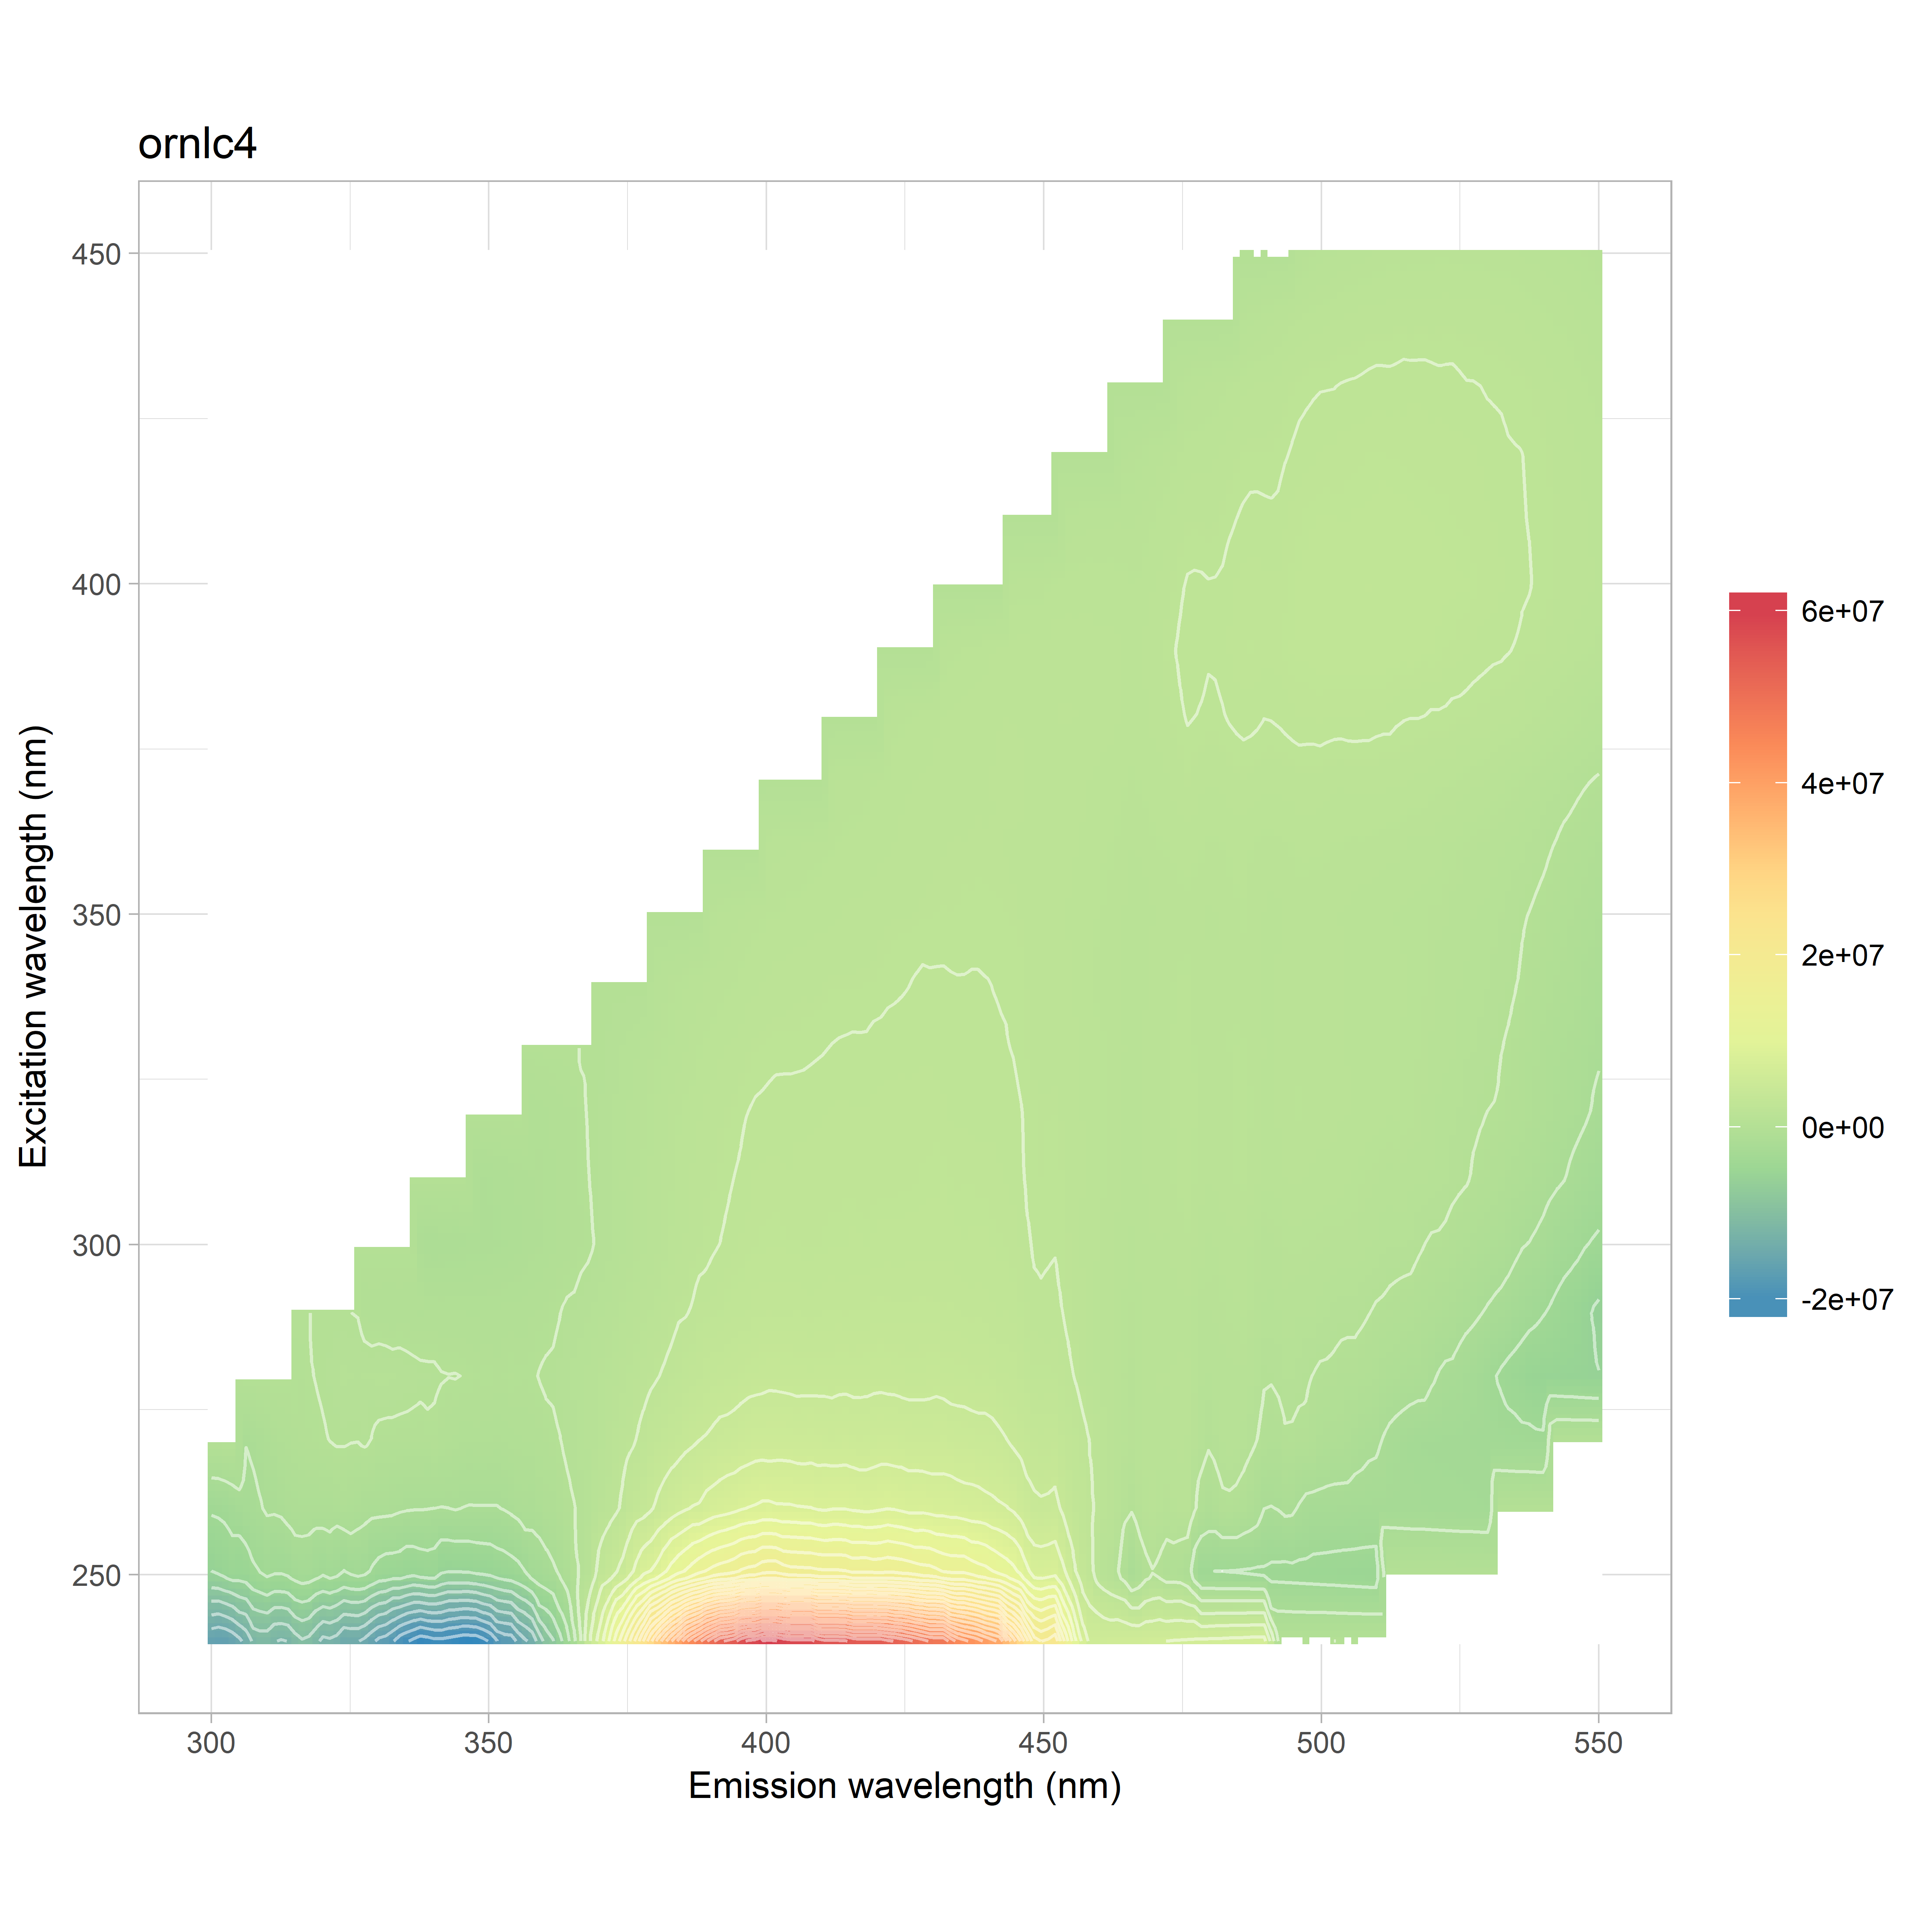 ornlc4
450
400
350
300
250
Excitation wavelength (nm)
300 350 400 450 500 550
Emission wavelength (nm)
6e+07
4e+07
2e+07
0e+00
-2e+07